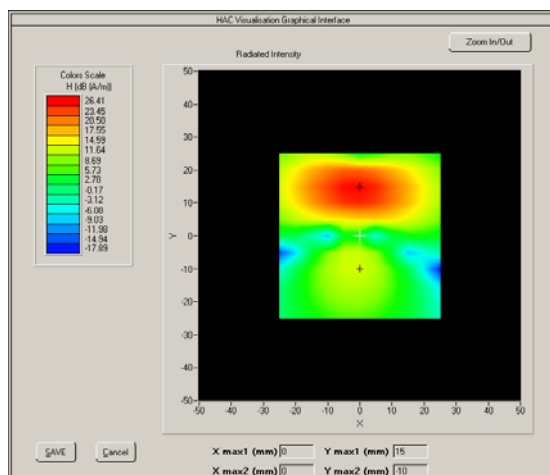 HAC Visualisation Graphical Interface
Zoom In/Out
Radiated Intensity
Colors Scale
H (dB (A/m))
26.41
23.45
20.50
17.55
14.59
11.64
8.69
5.73
2.78
-0.17
-3.12
-6.08
-9.03
-11.98
-14.94
-17.89
50
40
30
20
10
0
-10
-20
-30
-40
-50
Y
-50 -40 -30 -20 -10 0 10 20 30 40 50
X
SAVE Cancel
X max1 (mm) 0 Y max1 (mm) 15
X max2 (mm) 0 Y max2 (mm) -10